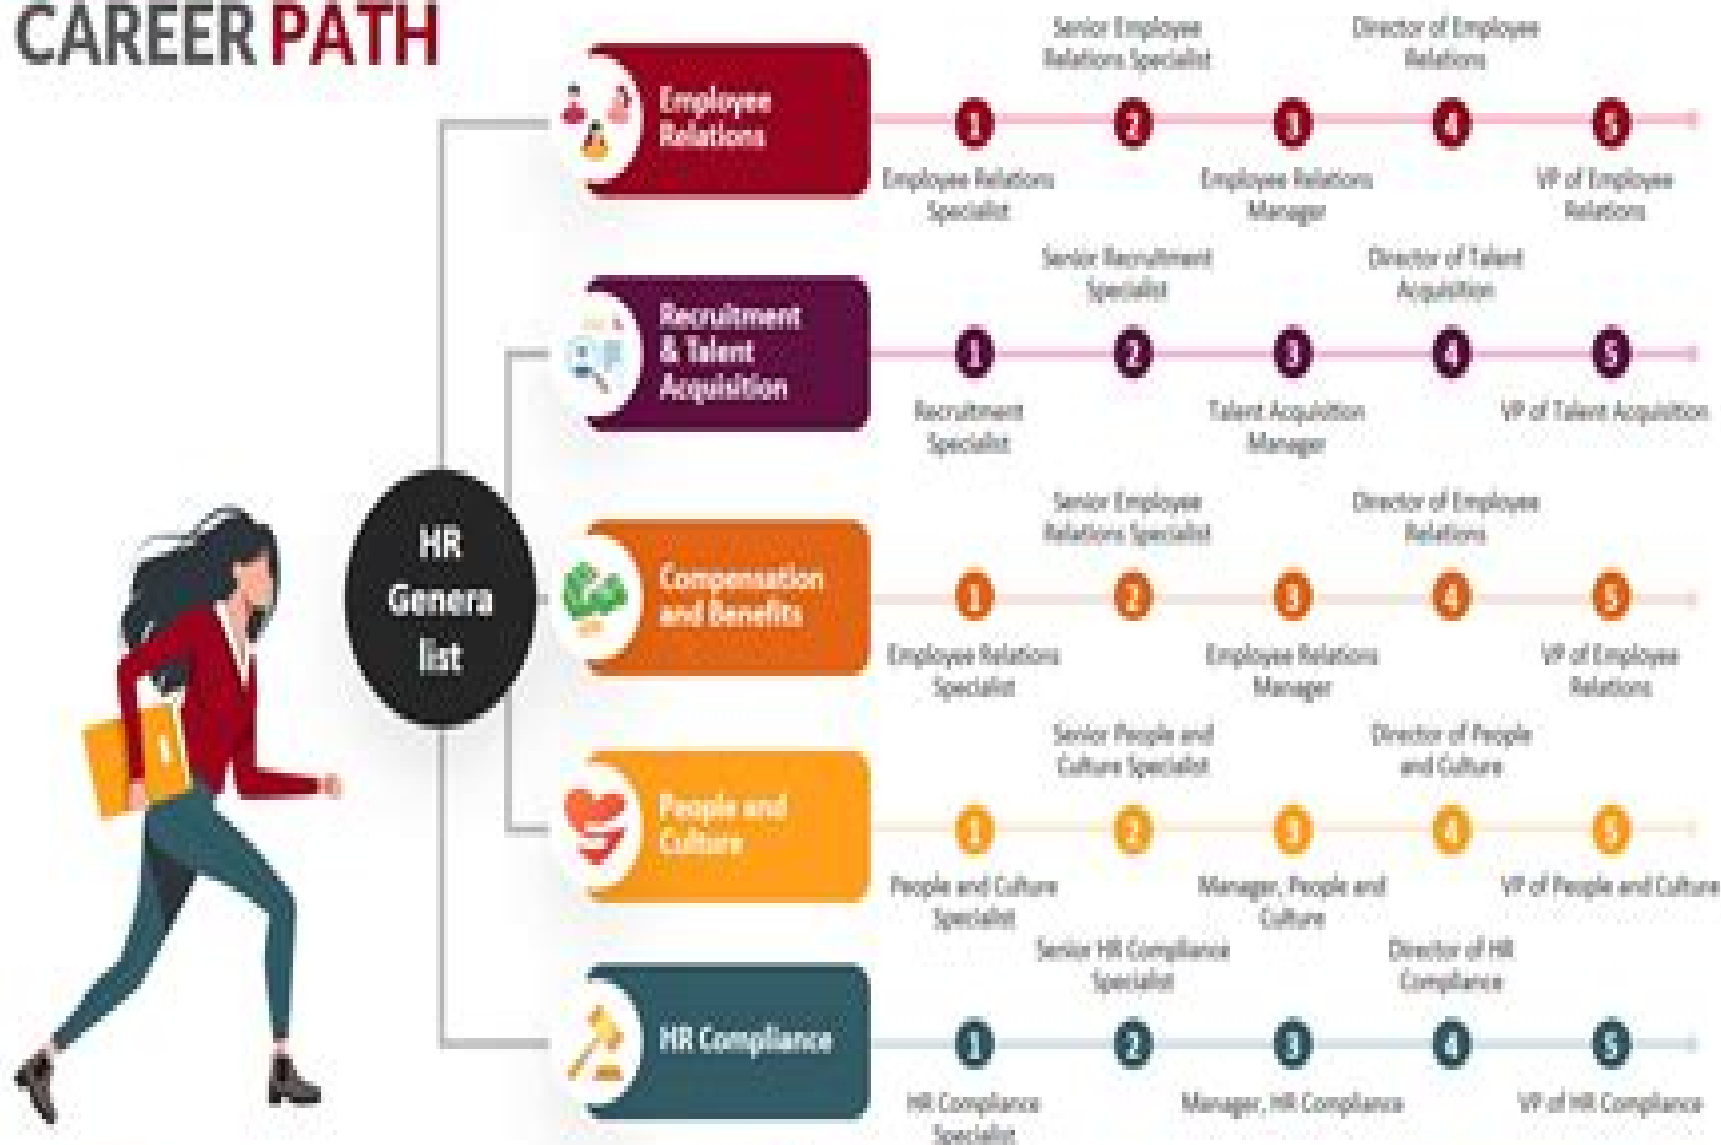 CAREER PATH
HR
Genera
list
Employee
Relations
Senior Employee
Relations Specialist
Director of Employee
Relations
1
2
3
4
5
Employee Relations
Specialist
Employee Relations
Manager
VP of Employee
Relations
Recruitment
& Talent
Acquisition
Senior Recruitment
Specialist
Director of Talent
Acquisition
1
2
3
4
5
Recruitment
Specialist
Talent Acquisition
Manager
VP of Talent Acquisition
Compensation
and Benefits
Senior Employee
Relations Specialist
Director of Employee
Relations
1
2
3
4
5
Employee Relations
Specialist
Employee Relations
Manager
VP of Employee
Relations
People and
Culture
Senior People and
Culture Specialist
Director of People
and Culture
1
2
3
4
5
People and Culture
Specialist
Manager, People and
Culture
VP of People and Culture
HR Compliance
Senior HR Compliance
Specialist
Director of HR
Compliance
1
2
3
4
5
HR Compliance
Specialist
Manager, HR Compliance
VP of HR Compliance